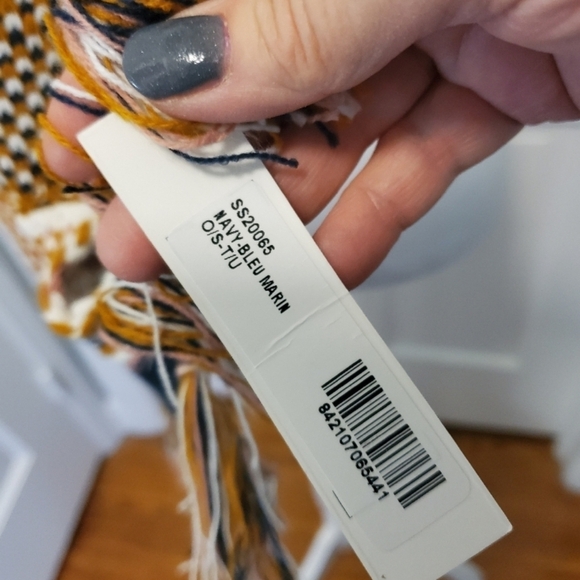 SS20065
NAVY-BLEU MARIN
O/S-T/U
842107065441